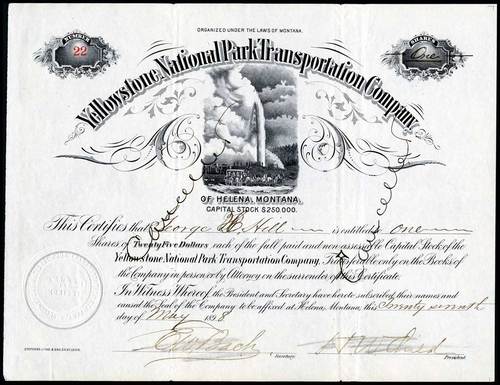 ORGANIZED UNDER THE LAWS OF MONTANA.
NUMBER
22
SHARES
One
Yellowstone National Park Transportation Company
OF HELENA, MONTANA.
CAPITAL STOCK $250,000.
This Certifies that George H. Hill is entitled to one
Shares of Twenty Five Dollars each of the full paid and non-assessable Capital Stock of the
Yellowstone National Park Transportation Company, Transferable only on the Books of
the Company in person or by Attorney on the surrender of this Certificate.
In Witness Whereof, the President and Secretary have hereto subscribed their names and
caused the Seal of the Company to be affixed at Helena, Montana, this Twenty seventh
day of May 1898
Secretary
President
Cancelled
Cancelled